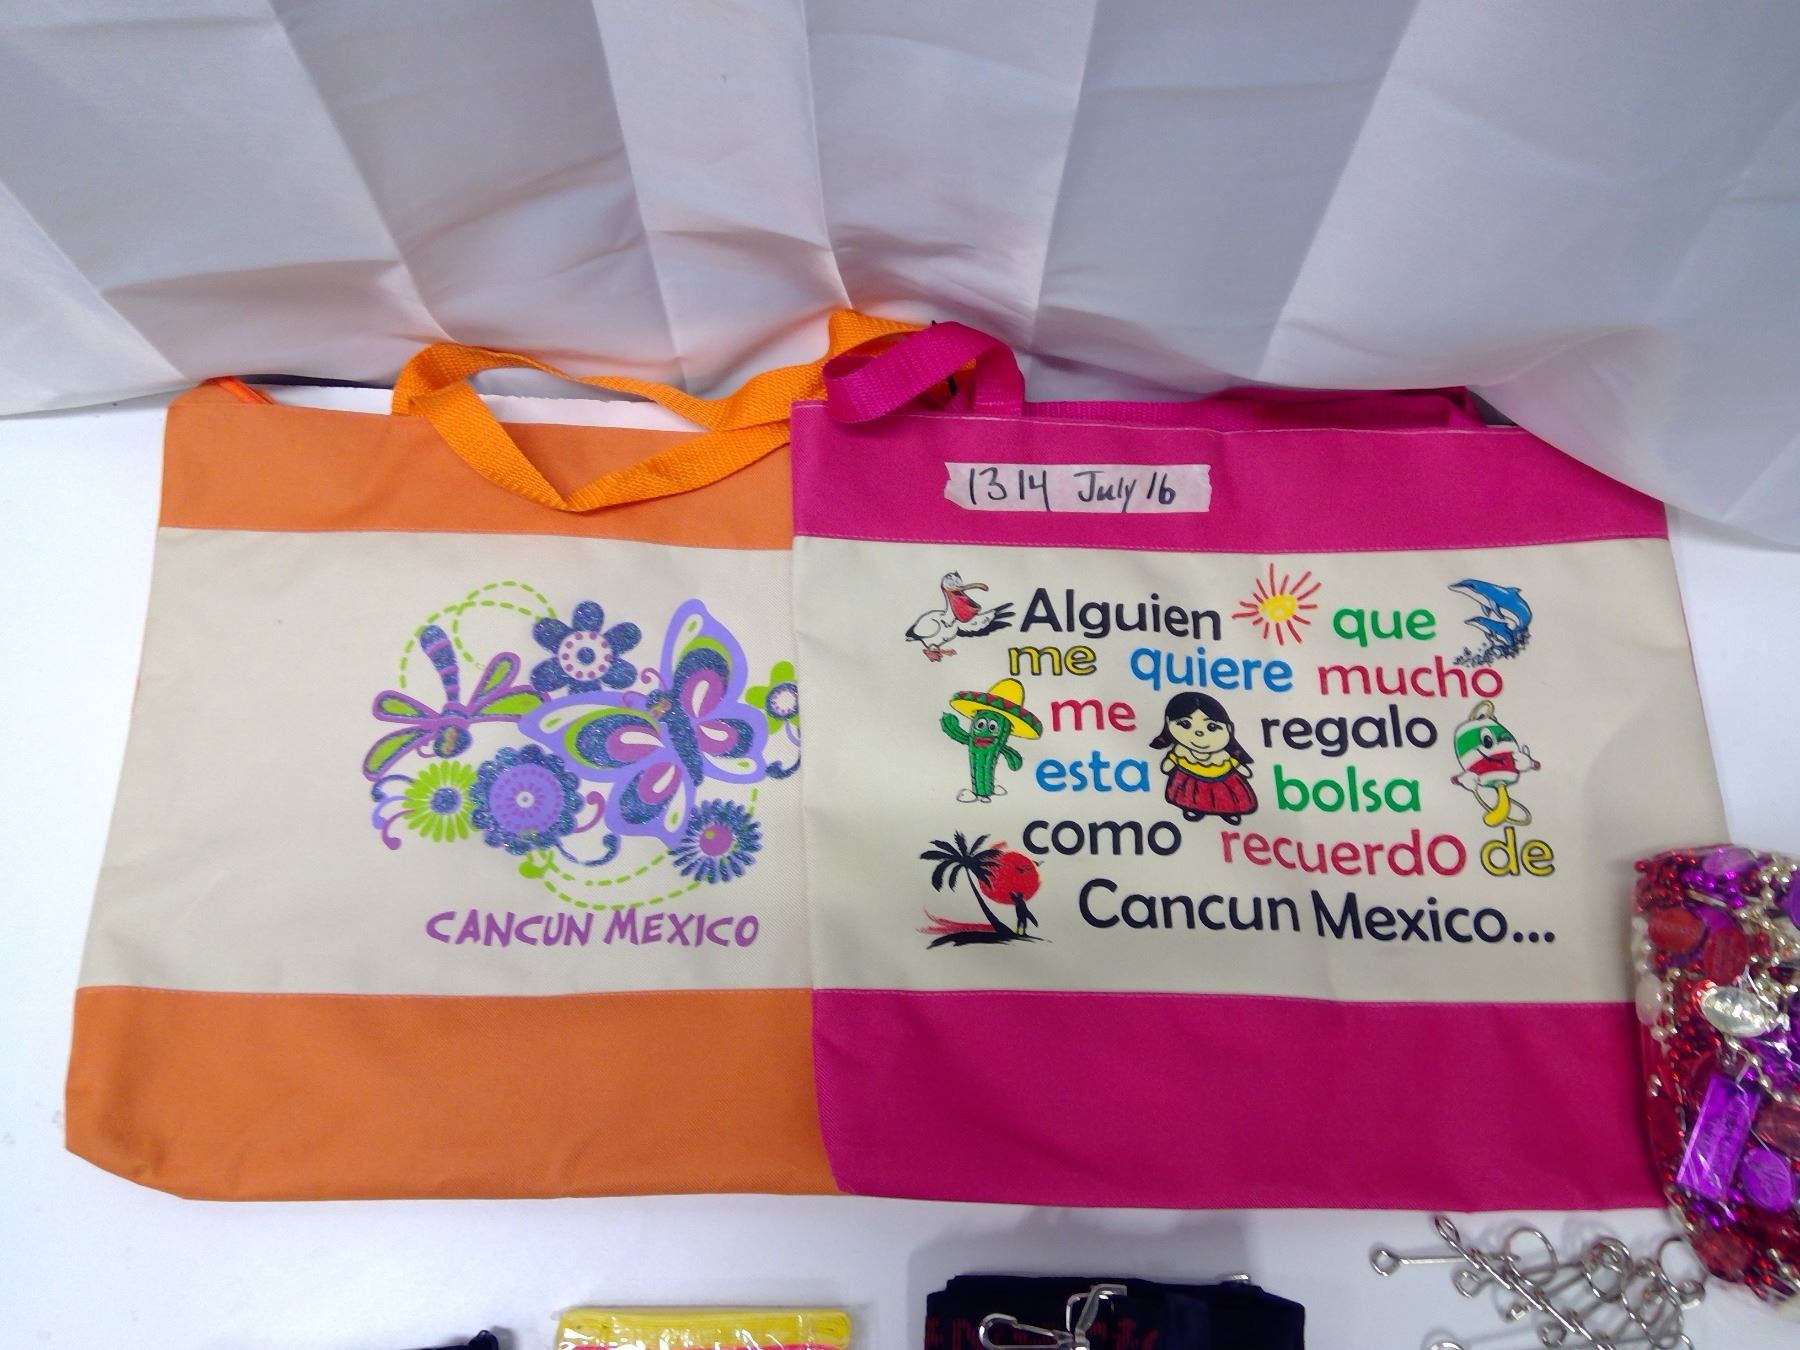 1314 July 16
Alguien que
me quiere mucho
me regalo
esta bolsa
como recuerdo de
Cancun Mexico...
CANCUN MEXICO